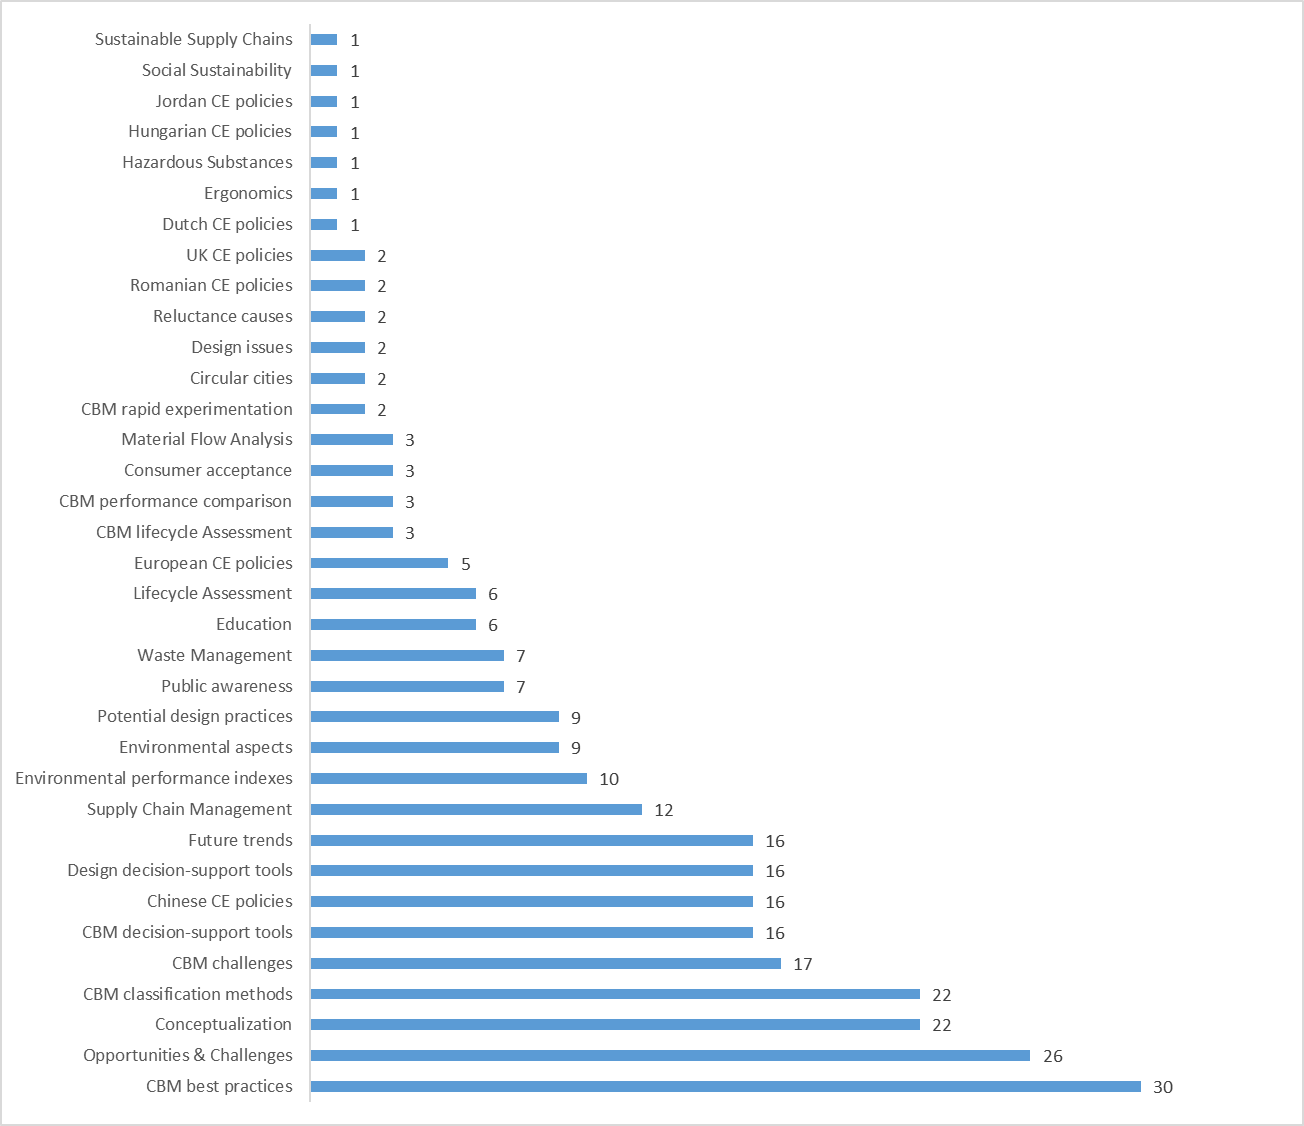 Sustainable Supply Chains 1
Social Sustainability 1
Jordan CE policies 1
Hungarian CE policies 1
Hazardous Substances 1
Ergonomics 1
Dutch CE policies 1
UK CE policies 2
Romanian CE policies 2
Reluctance causes 2
Design issues 2
Circular cities 2
CBM rapid experimentation 2
Material Flow Analysis 3
Consumer acceptance 3
CBM performance comparison 3
CBM lifecycle Assessment 3
European CE policies 5
Lifecycle Assessment 6
Education 6
Waste Management 7
Public awareness 7
Potential design practices 9
Environmental aspects 9
Environmental performance indexes 10
Supply Chain Management 12
Future trends 16
Design decision-support tools 16
Chinese CE policies 16
CBM decision-support tools 16
CBM challenges 17
CBM classification methods 22
Conceptualization 22
Opportunities & Challenges 26
CBM best practices 30